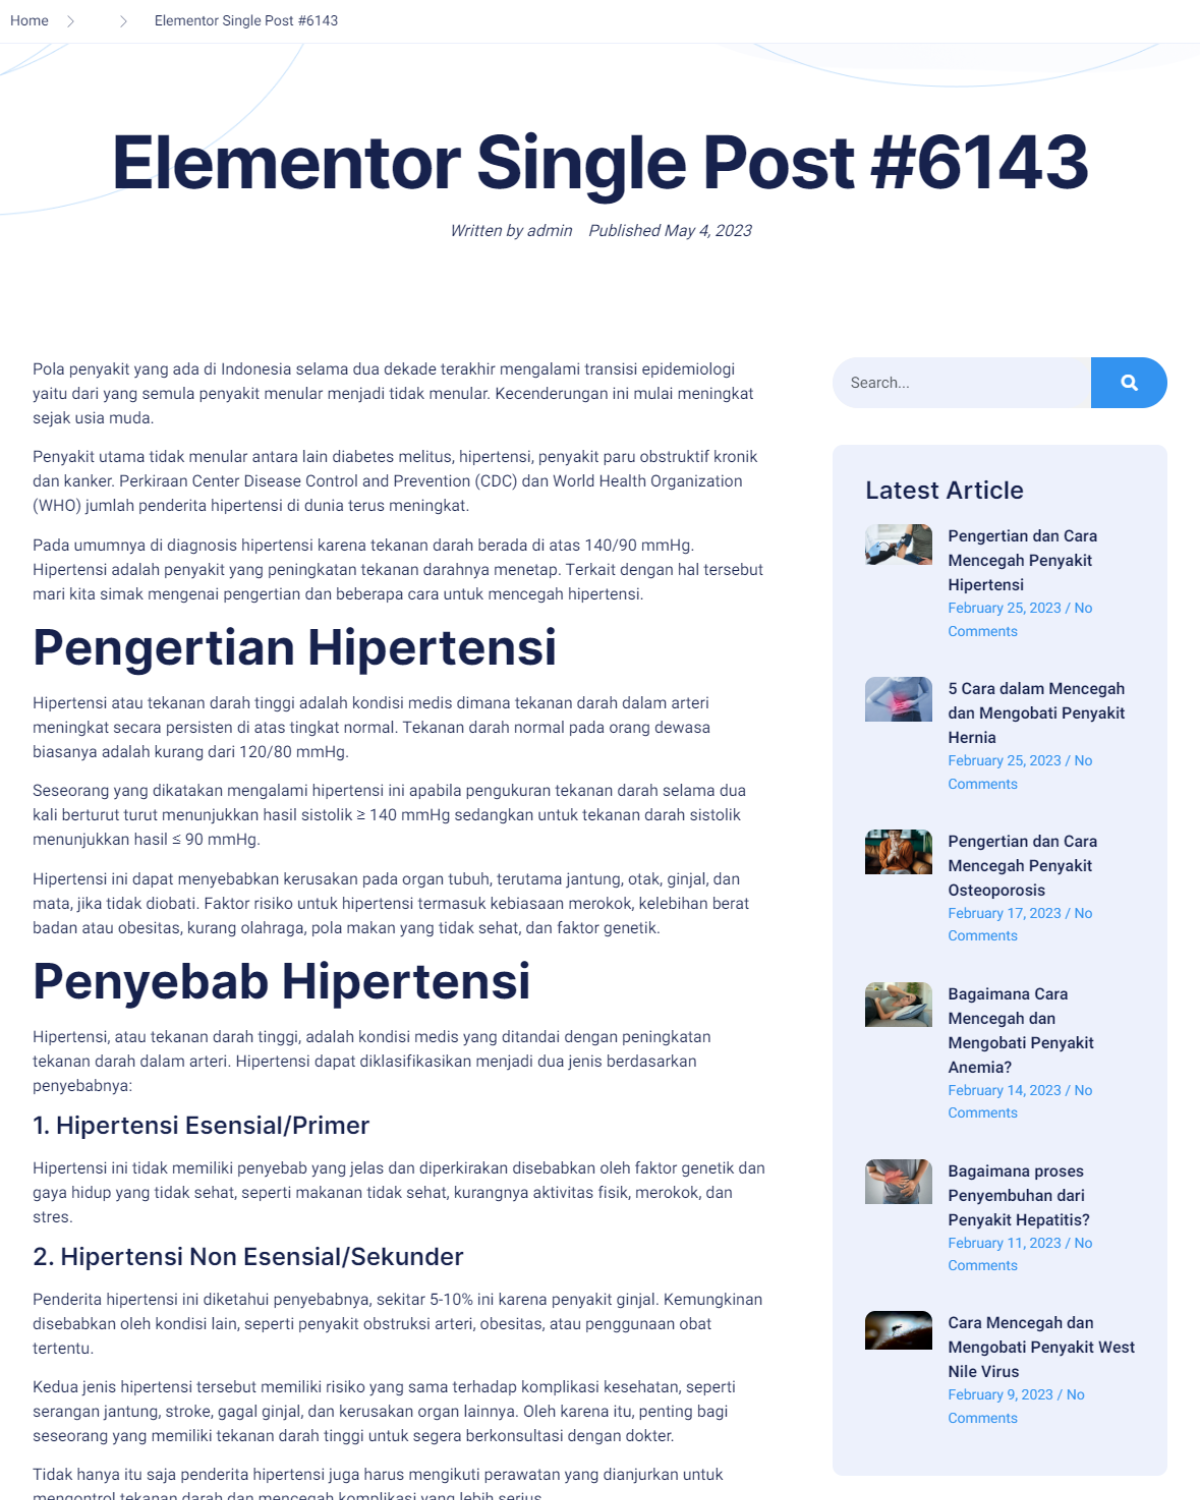 Home
Elementor Single Post #6143
Elementor Single Post #6143
Written by admin Published May 4, 2023
Pola penyakit yang ada di Indonesia selama dua dekade terakhir mengalami transisi epidemiologi
yaitu dari yang semula penyakit menular menjadi tidak menular. Kecenderungan ini mulai meningkat
sejak usia muda.
Penyakit utama tidak menular antara lain diabetes melitus, hipertensi, penyakit paru obstruktif kronik
dan kanker. Perkiraan Center Disease Control and Prevention (CDC) dan World Health Organization
(WHO) jumlah penderita hipertensi di dunia terus meningkat.
Pada umumnya di diagnosis hipertensi karena tekanan darah berada di atas 140/90 mmHg.
Hipertensi adalah penyakit yang peningkatan tekanan darahnya menetap. Terkait dengan hal tersebut
mari kita simak mengenai pengertian dan beberapa cara untuk mencegah hipertensi.
Pengertian Hipertensi
Hipertensi atau tekanan darah tinggi adalah kondisi medis dimana tekanan darah dalam arteri
meningkat secara persisten di atas tingkat normal. Tekanan darah normal pada orang dewasa
biasanya adalah kurang dari 120/80 mmHg.
Seseorang yang dikatakan mengalami hipertensi ini apabila pengukuran tekanan darah selama dua
kali berturut turut menunjukkan hasil sistolik ≥ 140 mmHg sedangkan untuk tekanan darah sistolik
menunjukkan hasil ≤ 90 mmHg.
Hipertensi ini dapat menyebabkan kerusakan pada organ tubuh, terutama jantung, otak, ginjal, dan
mata, jika tidak diobati. Faktor risiko untuk hipertensi termasuk kebiasaan merokok, kelebihan berat
badan atau obesitas, kurang olahraga, pola makan yang tidak sehat, dan faktor genetik.
Penyebab Hipertensi
Hipertensi, atau tekanan darah tinggi, adalah kondisi medis yang ditandai dengan peningkatan
tekanan darah dalam arteri. Hipertensi dapat diklasifikasikan menjadi dua jenis berdasarkan
penyebabnya:
1. Hipertensi Esensial/Primer
Hipertensi ini tidak memiliki penyebab yang jelas dan diperkirakan disebabkan oleh faktor genetik dan
gaya hidup yang tidak sehat, seperti makanan tidak sehat, kurangnya aktivitas fisik, merokok, dan
stres.
2. Hipertensi Non Esensial/Sekunder
Penderita hipertensi ini diketahui penyebabnya, sekitar 5-10% ini karena penyakit ginjal. Kemungkinan
disebabkan oleh kondisi lain, seperti penyakit obstruksi arteri, obesitas, atau penggunaan obat
tertentu.
Kedua jenis hipertensi tersebut memiliki risiko yang sama terhadap komplikasi kesehatan, seperti
serangan jantung, stroke, gagal ginjal, dan kerusakan organ lainnya. Oleh karena itu, penting bagi
seseorang yang memiliki tekanan darah tinggi untuk segera berkonsultasi dengan dokter.
Tidak hanya itu saja penderita hipertensi juga harus mengikuti perawatan yang dianjurkan untuk
mengontrol tekanan darah dan mencegah komplikasi yang lebih serius.
Search...
Latest Article
Pengertian dan Cara
Mencegah Penyakit
Hipertensi
February 25, 2023 / No
Comments
5 Cara dalam Mencegah
dan Mengobati Penyakit
Hernia
February 25, 2023 / No
Comments
Pengertian dan Cara
Mencegah Penyakit
Osteoporosis
February 17, 2023 / No
Comments
Bagaimana Cara
Mencegah dan
Mengobati Penyakit
Anemia?
February 14, 2023 / No
Comments
Bagaimana proses
Penyembuhan dari
Penyakit Hepatitis?
February 11, 2023 / No
Comments
Cara Mencegah dan
Mengobati Penyakit West
Nile Virus
February 9, 2023 / No
Comments